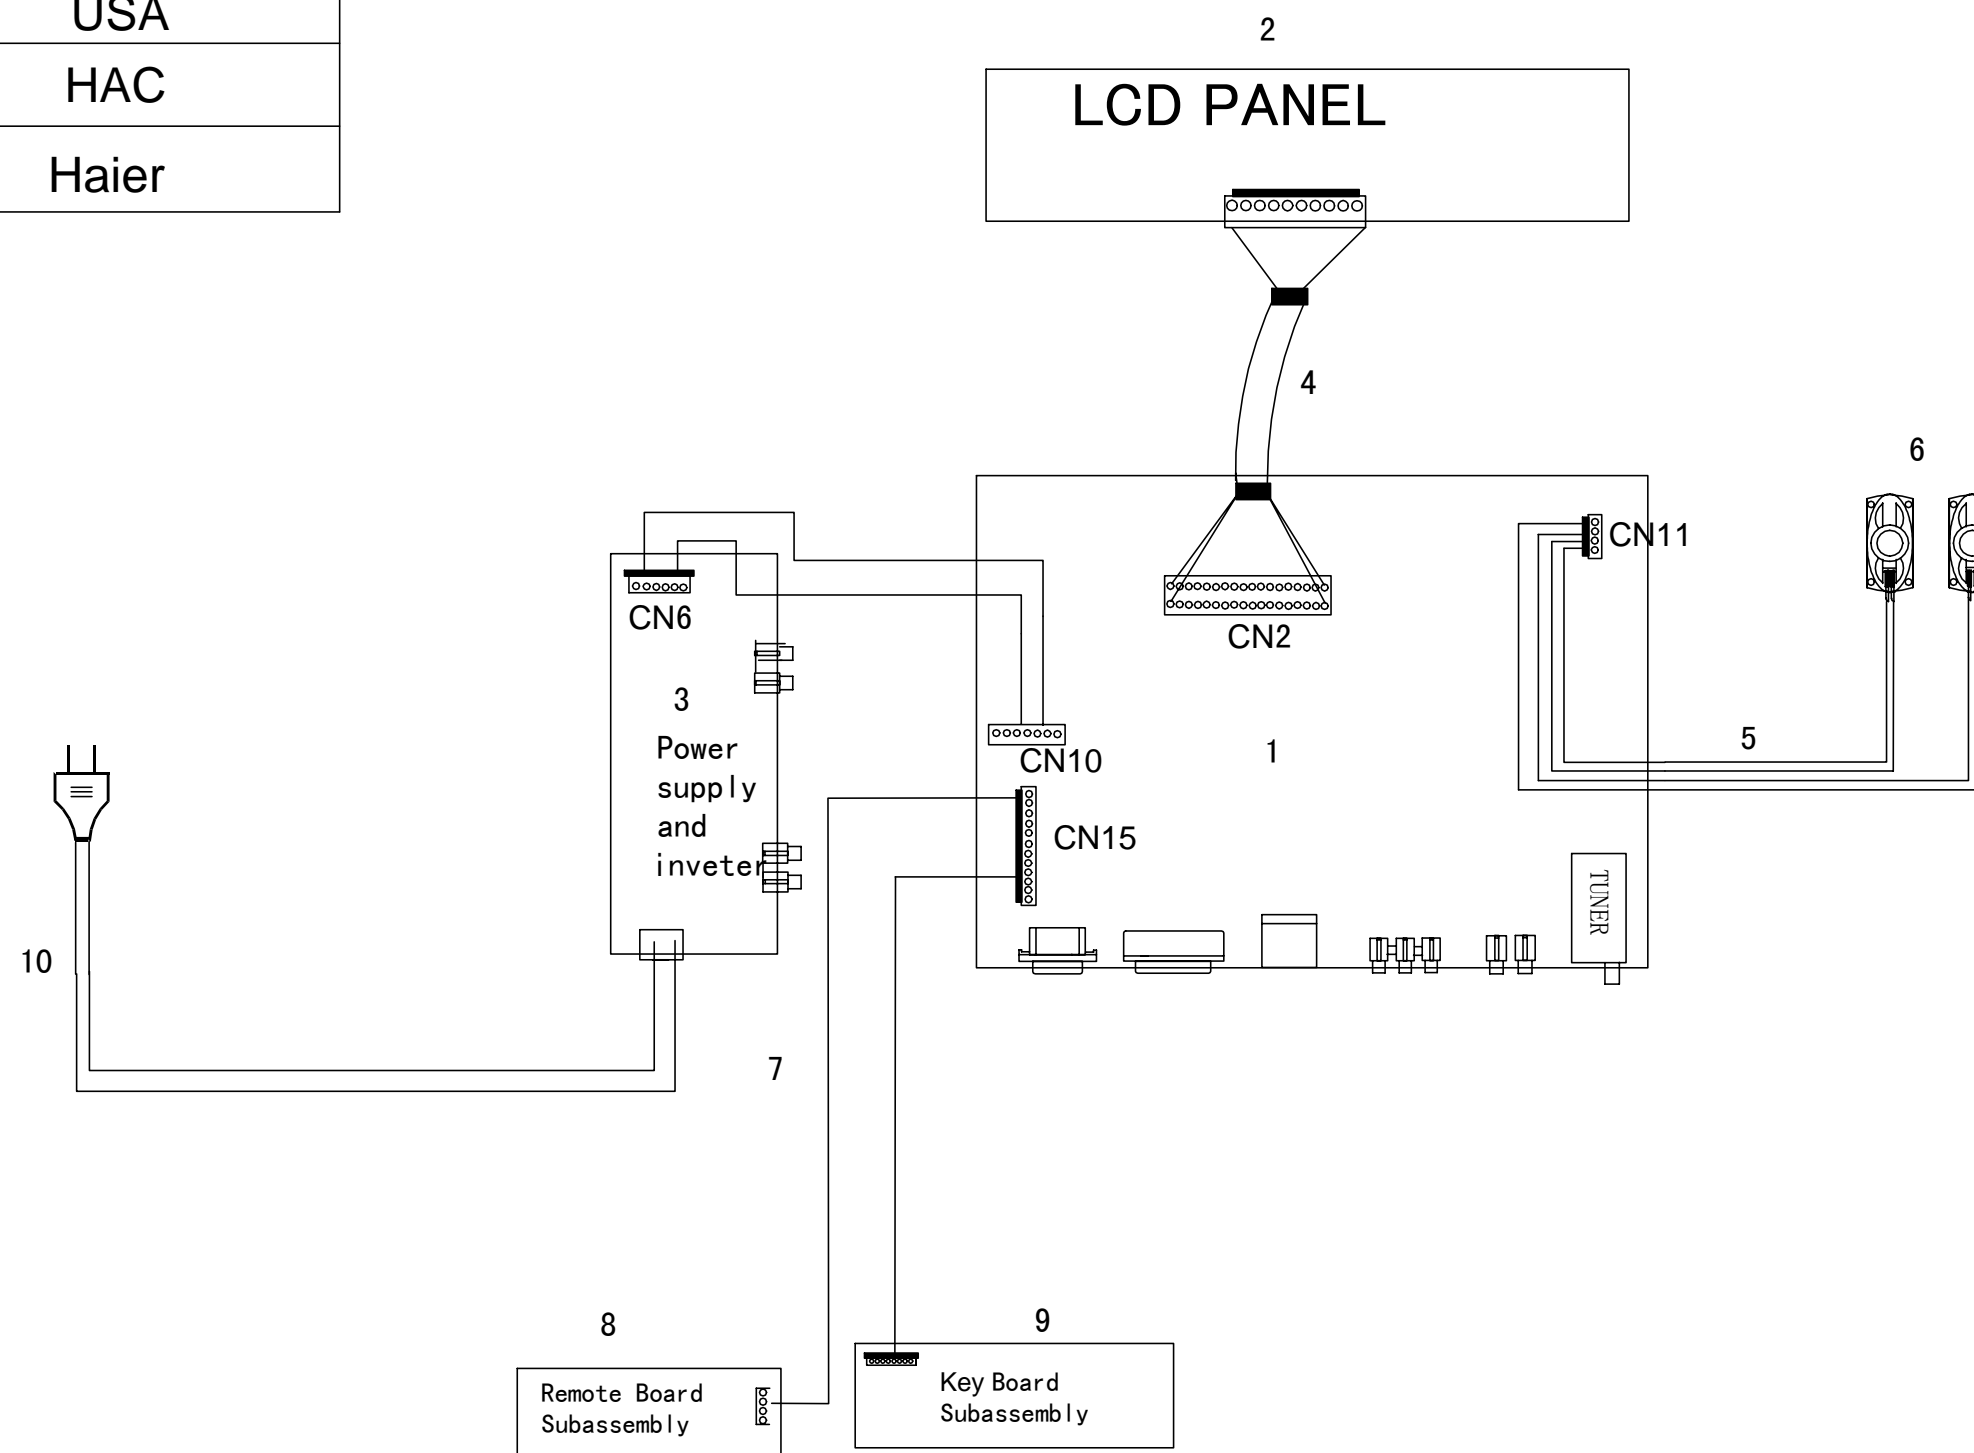 USA
HAC
Haier
2
LCD PANEL
4
6
CN11
CN6
CN2
3
Power
supply
and
inveter
CN10
1
5
CN15
TUNER
10
7
8
9
Remote Board
Subassembly
Key Board
Subassembly